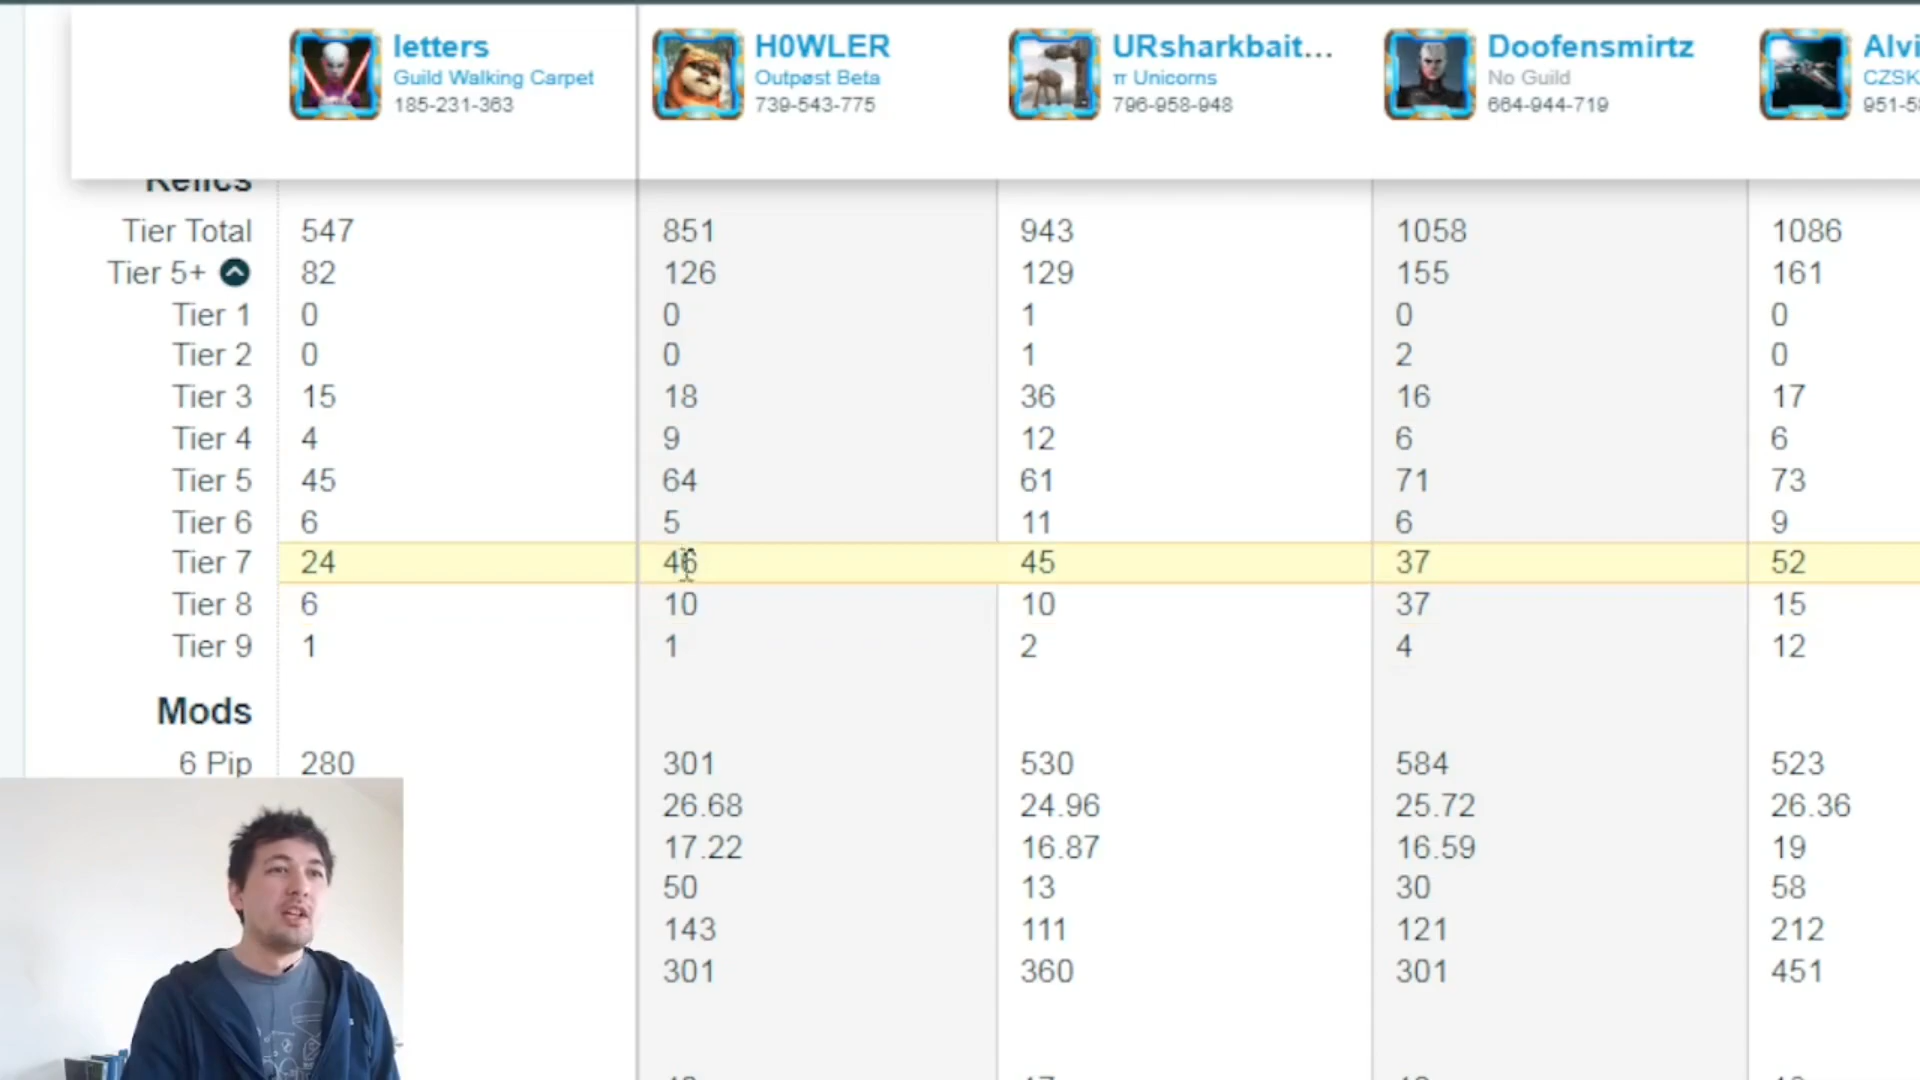 letters
Guild Walking Carpet
185-231-363
H0WLER
Outpøst Beta
739-543-775
URsharkbait...
π Unicorns
796-958-948
Doofensmirtz
No Guild
664-944-719
Alvi
CZSK
951-58
Relics
Tier Total 547 851 943 1058 1086
Tier 5+ 82 126 129 155 161
Tier 1 0 0 1 0 0
Tier 2 0 0 1 2 0
Tier 3 15 18 36 16 17
Tier 4 4 9 12 6 6
Tier 5 45 64 61 71 73
Tier 6 6 5 11 6 9
Tier 7 24 46 45 37 52
Tier 8 6 10 10 37 15
Tier 9 1 1 2 4 12
Mods
6 Pip 280 301 530 584 523
26.68 24.96 25.72 26.36
17.22 16.87 16.59 19
50 13 30 58
143 111 121 212
301 360 301 451